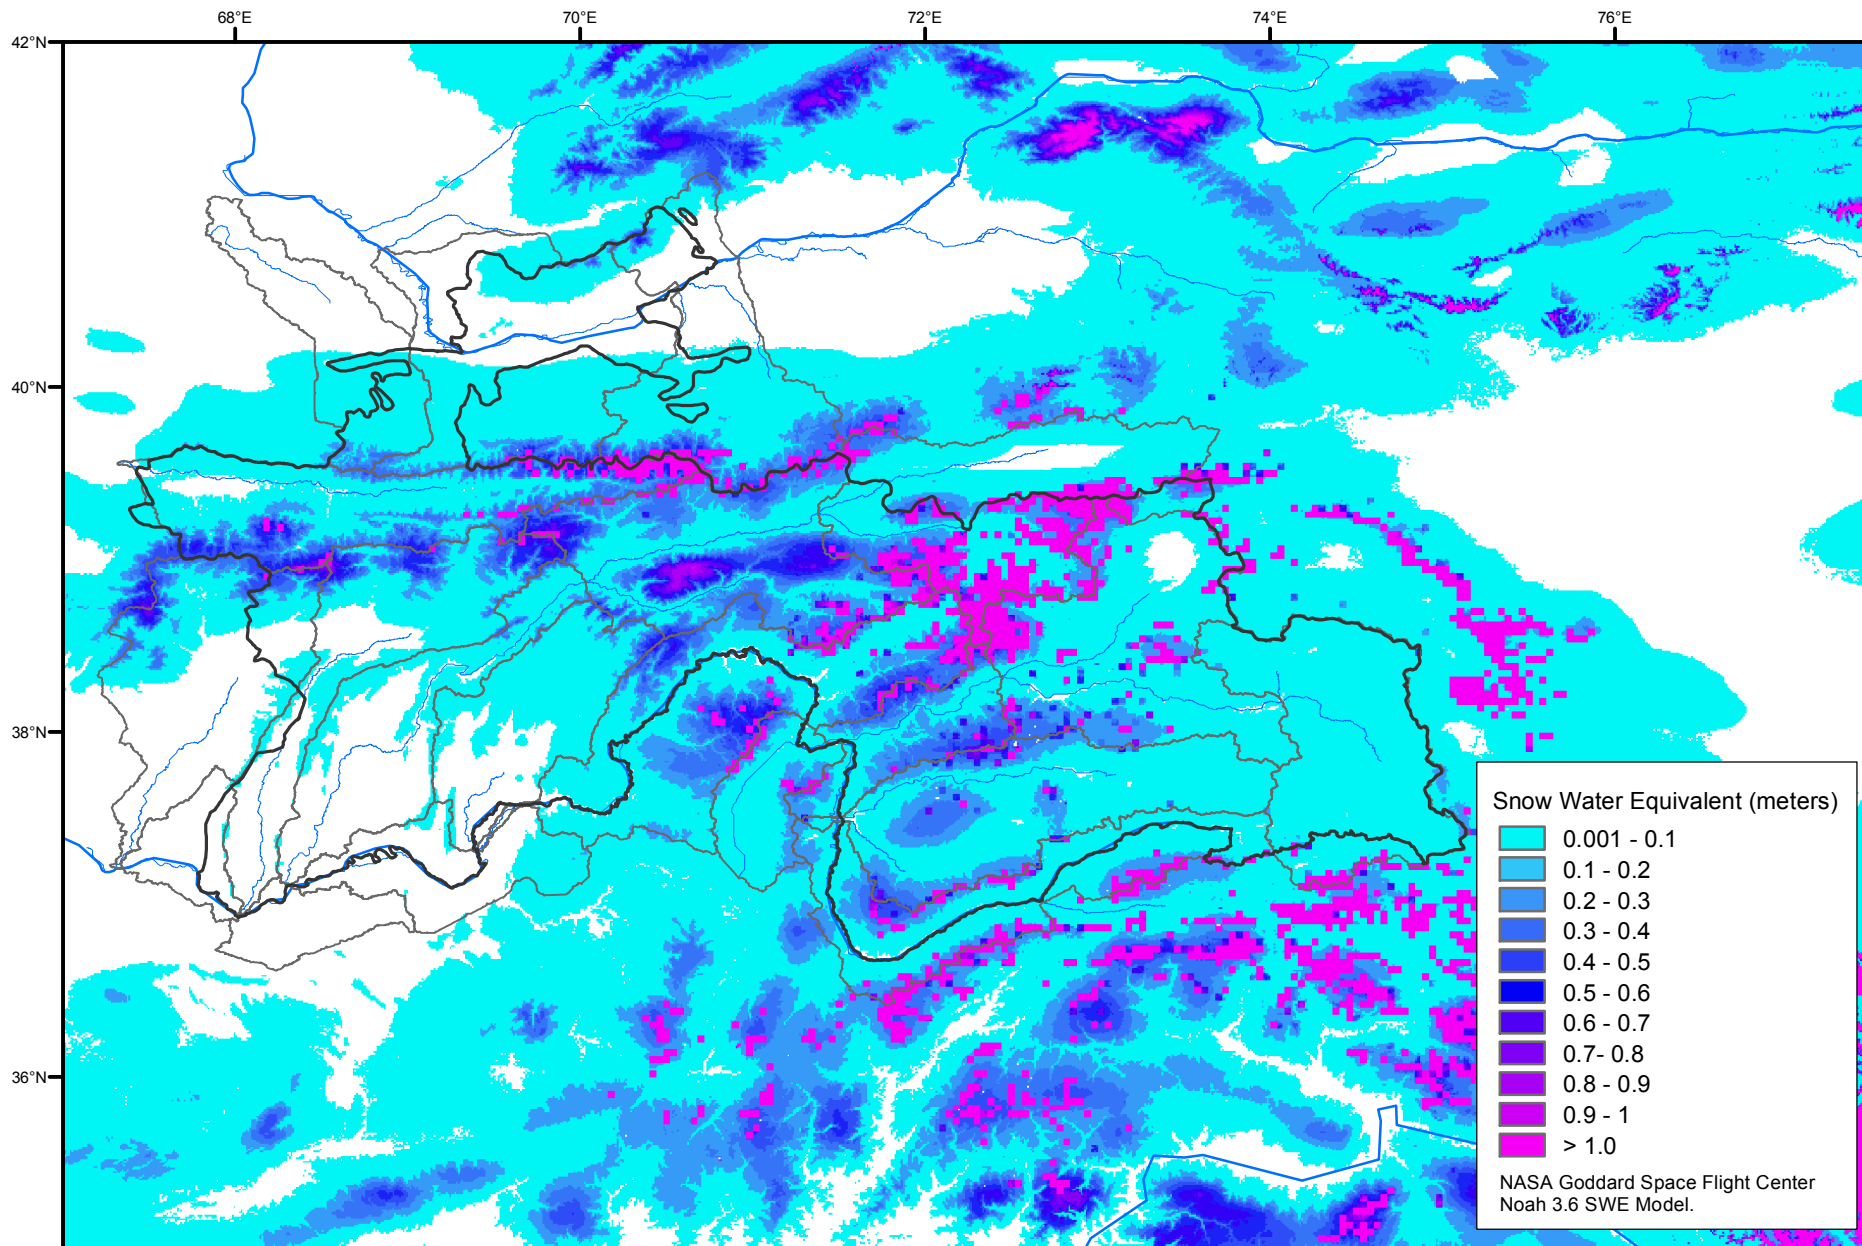 68°E
70°E
72°E
74°E
76°E
42°N
40°N
38°N
36°N
Snow Water Equivalent (meters)
0.001 - 0.1
0.1 - 0.2
0.2 - 0.3
0.3 - 0.4
0.4 - 0.5
0.5 - 0.6
0.6 - 0.7
0.7- 0.8
0.8 - 0.9
0.9 - 1
> 1.0
NASA Goddard Space Flight Center
Noah 3.6 SWE Model.